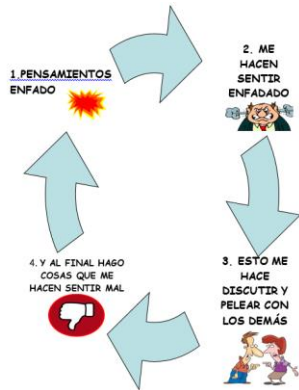 1.PENSAMIENTOS
ENFADO
2. ME
HACEN
SENTIR
ENFADADO
3. ESTO ME
HACE
DISCUTIR Y
PELEAR CON
LOS DEMÁS
4. Y AL FINAL HAGO
COSAS QUE ME
HACEN SENTIR MAL